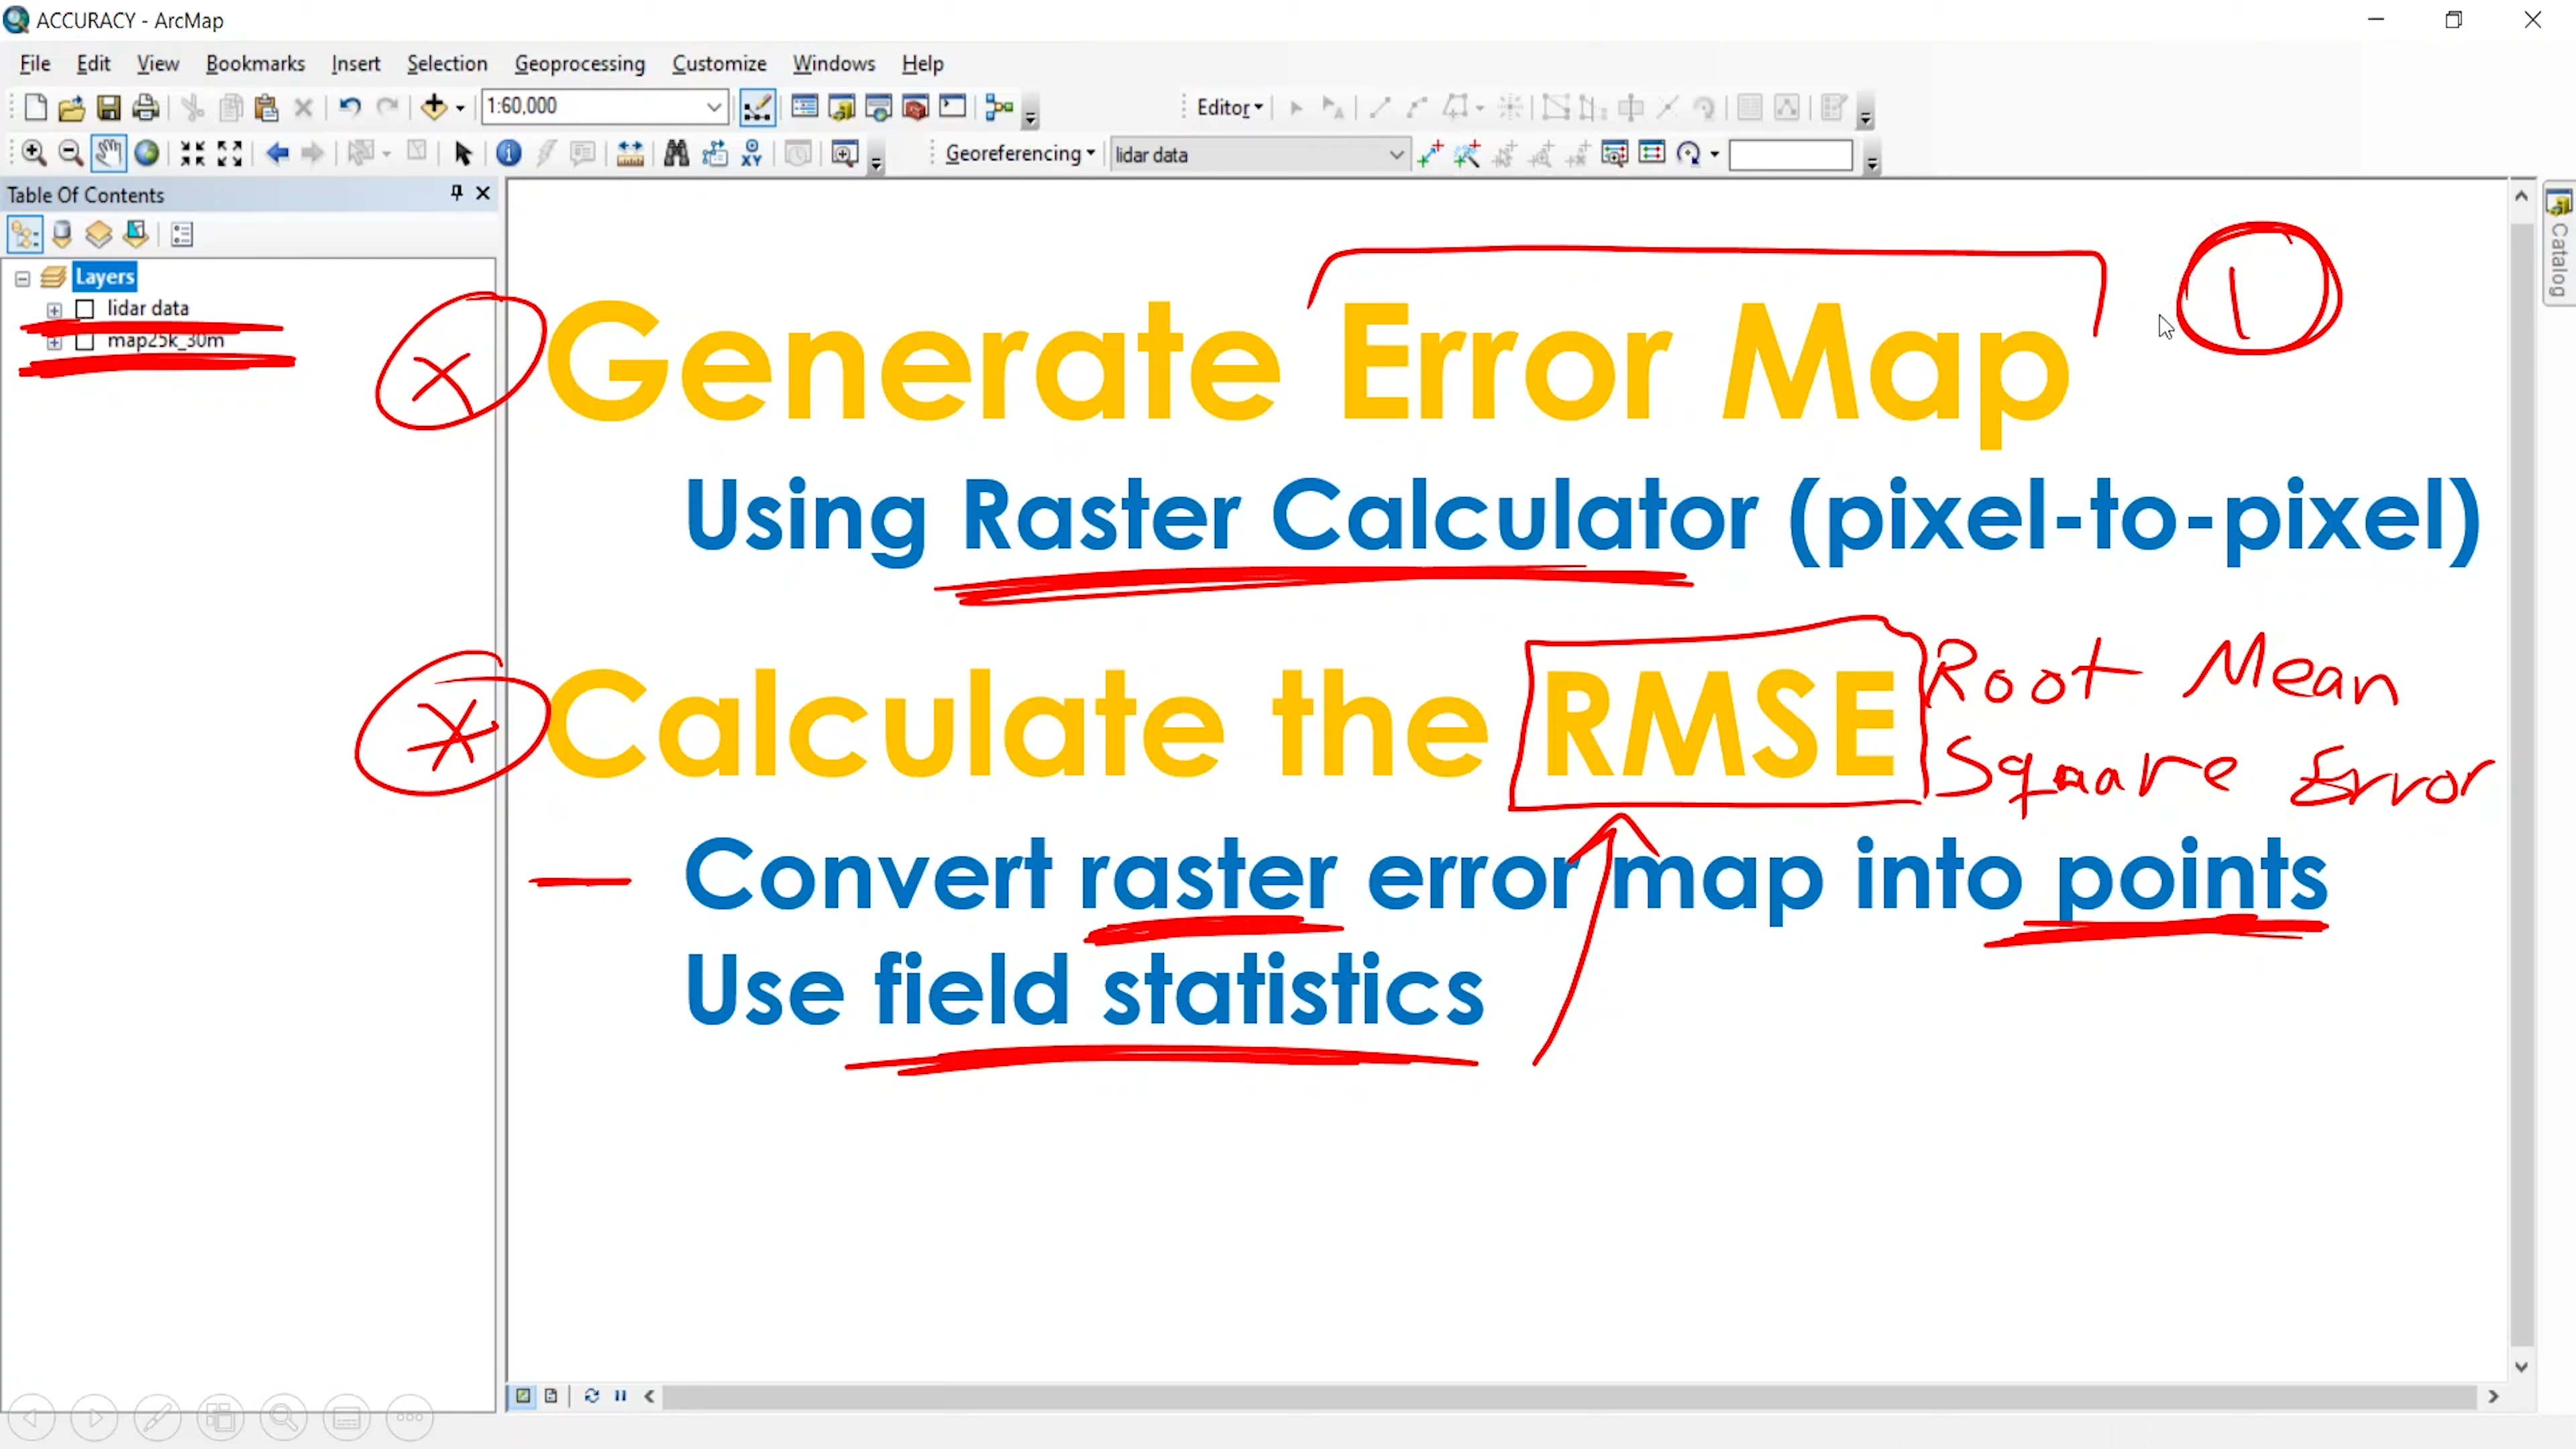 ACCURACY - ArcMap
File Edit View Bookmarks Insert Selection Geoprocessing Customize Windows Help
1:60,000 Editor
Georeferencing lidar data
Table Of Contents
Layers
lidar data
map25k_30m
Catalog
1
Generate Error Map
Using Raster Calculator (pixel-to-pixel)
Calculate the RMSE
Root Mean
Square Error
Convert raster error map into points
Use field statistics